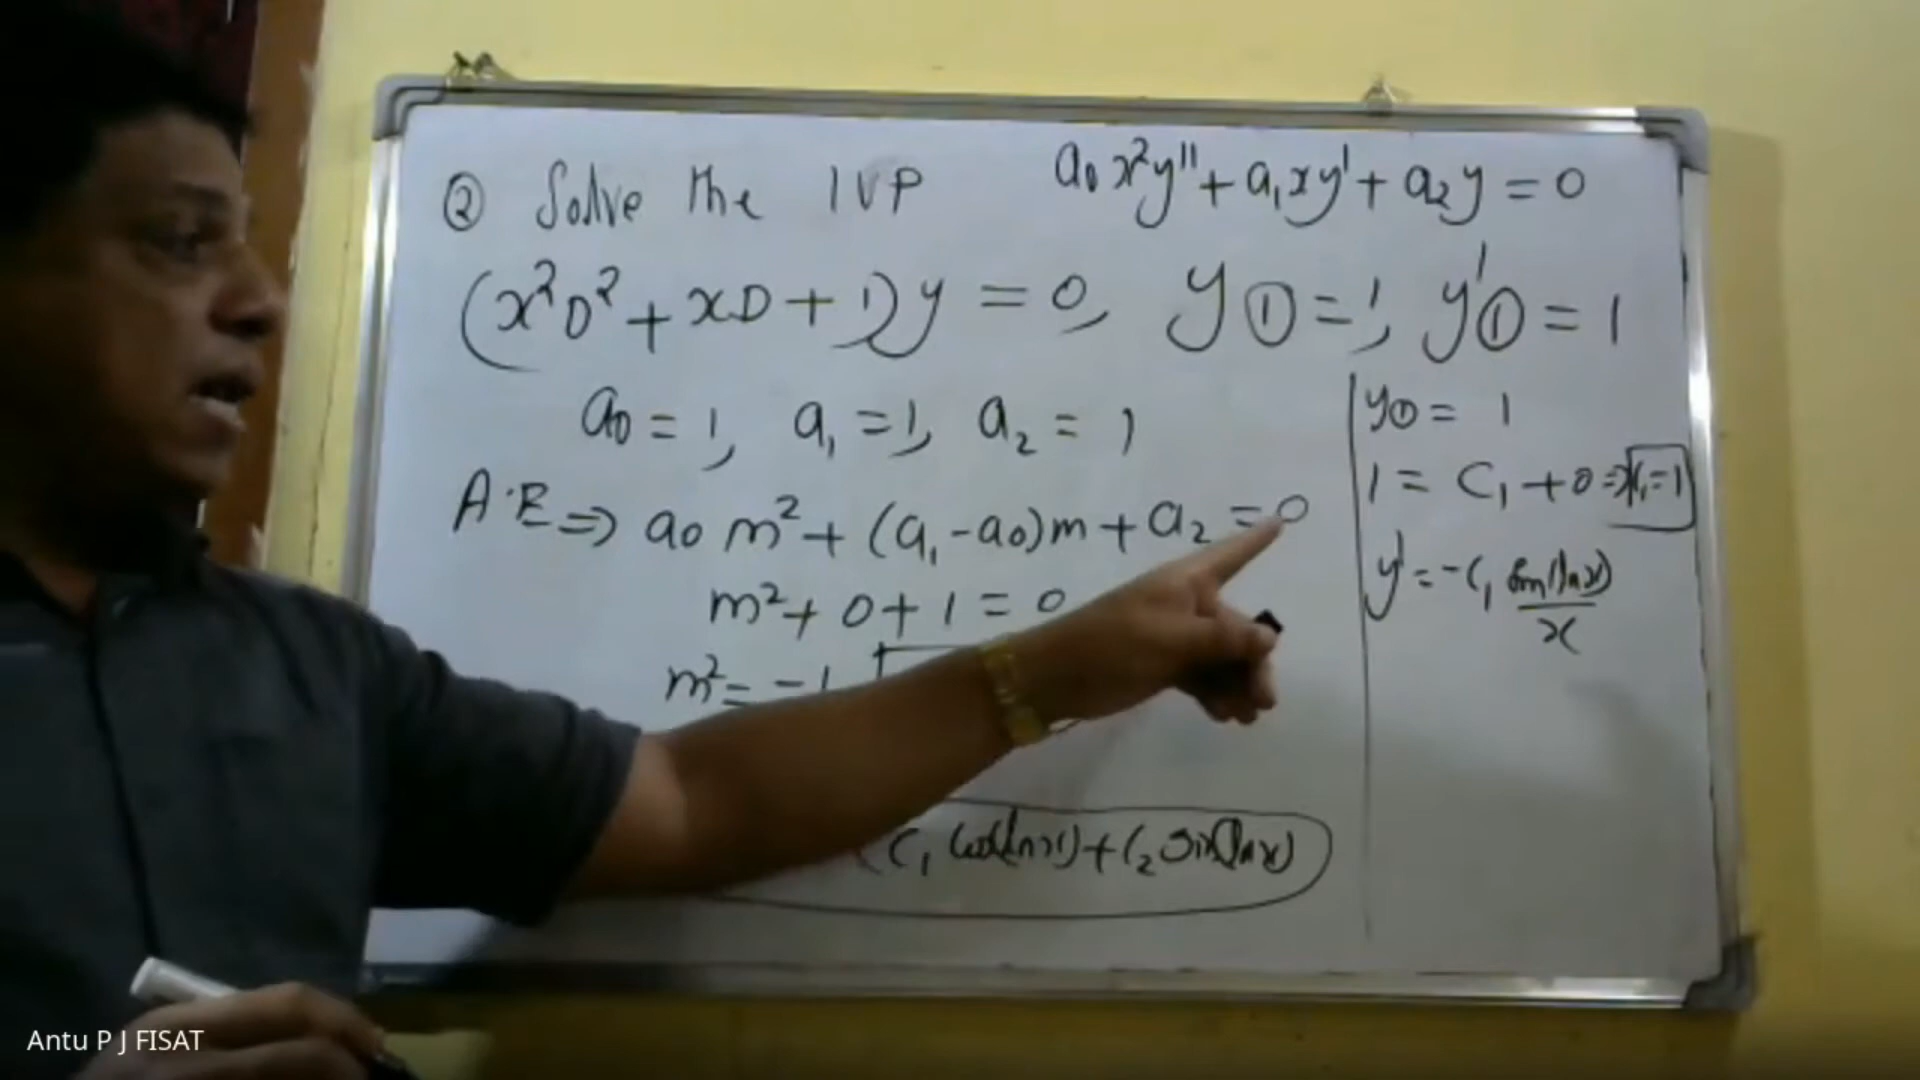 Q Solve the IVP a₀x²y'' + a₁xy' + a₂y = 0
(x²D² + xD + 1)y = 0, y(1) = 1, y'(1) = 1
a₀ = 1, a₁ = 1, a₂ = 1
A.E ⇒ a₀ m² + (a₁ - a₀)m + a₂ = 0
m² + 0 + 1 = 0
m² = -1
C₁ cos(ln x) + C₂ sin(ln x)
y(1) = 1
1 = C₁ + 0 ⇒ C₁ = 1
y' = -C₁ sin(ln x) / x
Antu P J FISAT